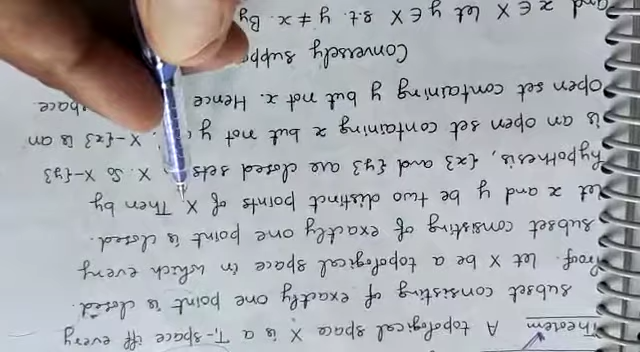 Theorem A topological space X is a T₁-space iff every
subset consisting of exactly one point is closed.
Proof. let X be a topological space in which every
subset consisting of exactly one point is closed.
let x and y be two distinct points of X Then by
hypothesis, {x} and {y} are closed sets X. So X-{y}
is an open set containing x but not y X-{x} is an
open set containing y but not x. Hence
Conversely
and x ∈ X let y ∈ X s.t. y ≠ x. By